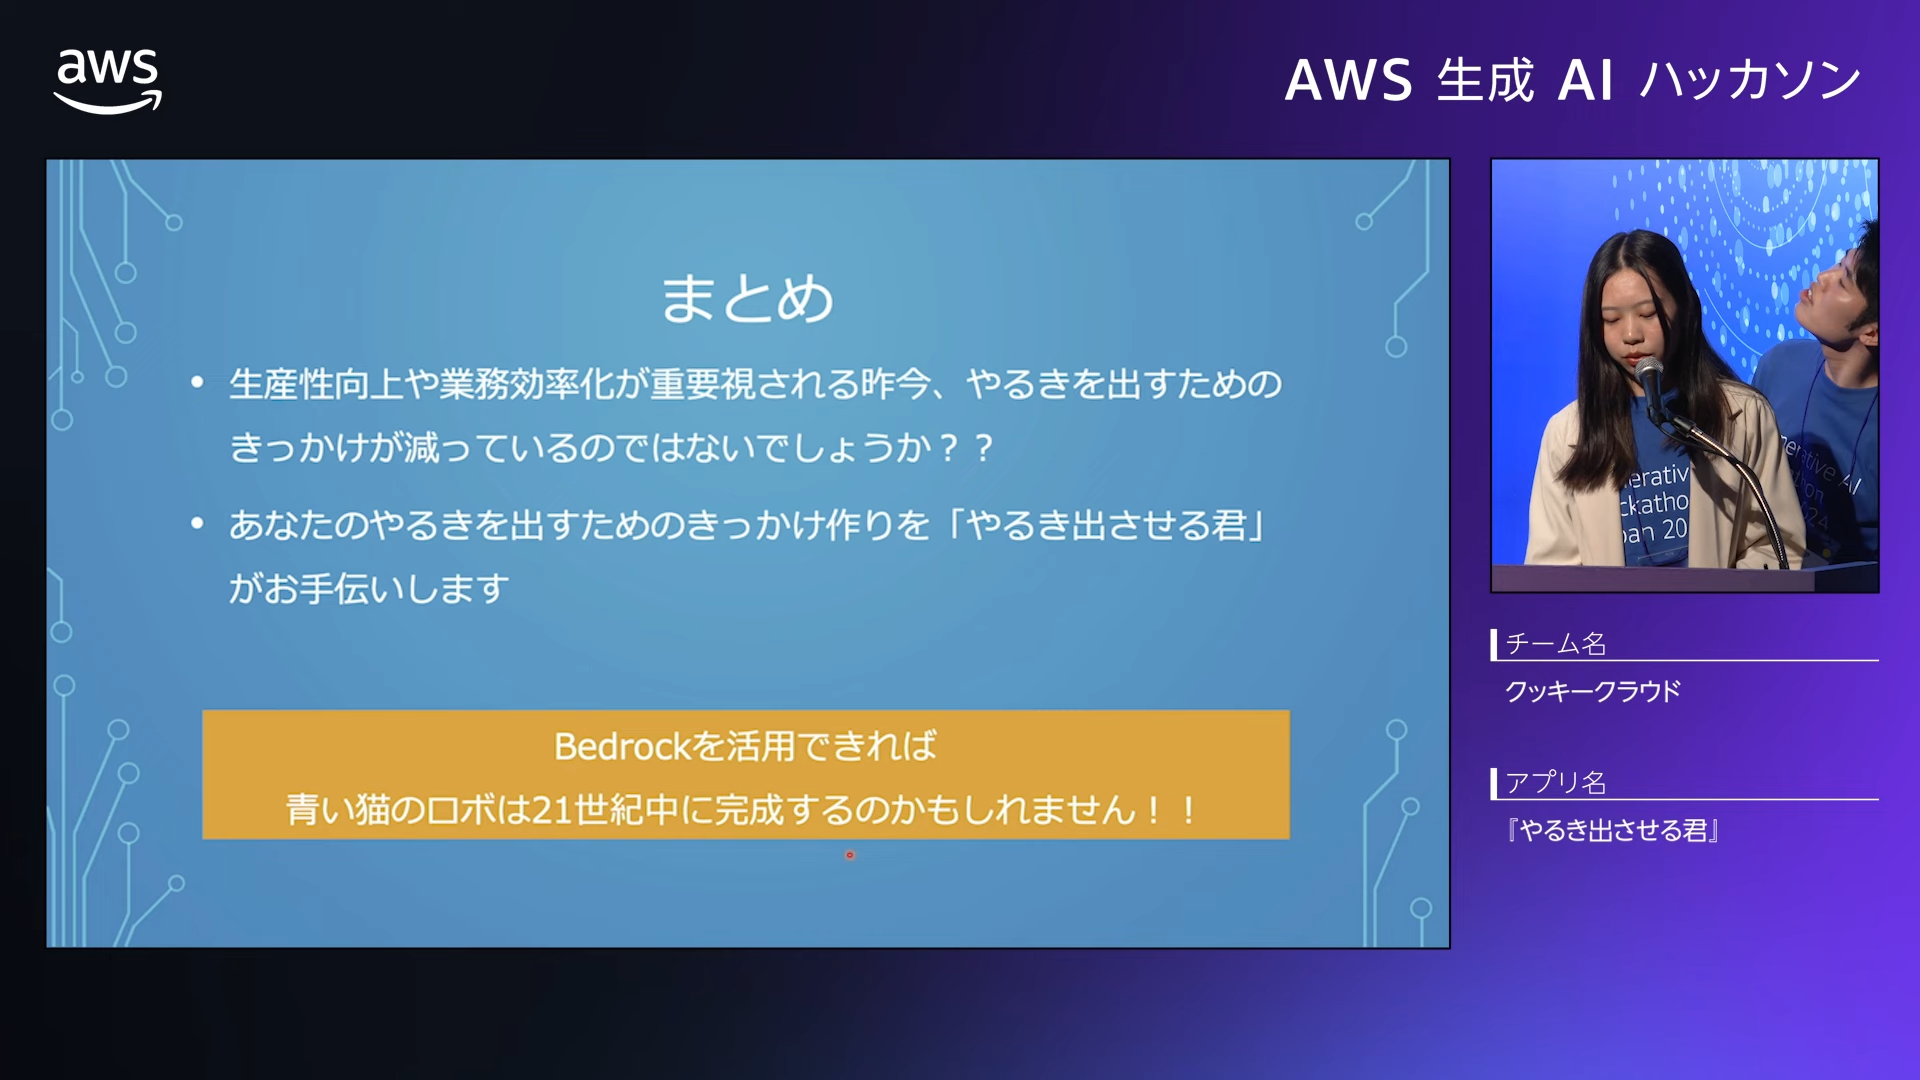 aws
AWS 生成 AI ハッカソン
まとめ
• 生産性向上や業務効率化が重要視される昨今、やるきを出すための
きっかけが減っているのではないでしょうか？？
• あなたのやるきを出すためのきっかけ作りを「やるき出させる君」
がお手伝いします
Bedrockを活用できれば
青い猫のロボは21世紀中に完成するのかもしれません！！
チーム名
クッキークラウド
アプリ名
『やるき出させる君』